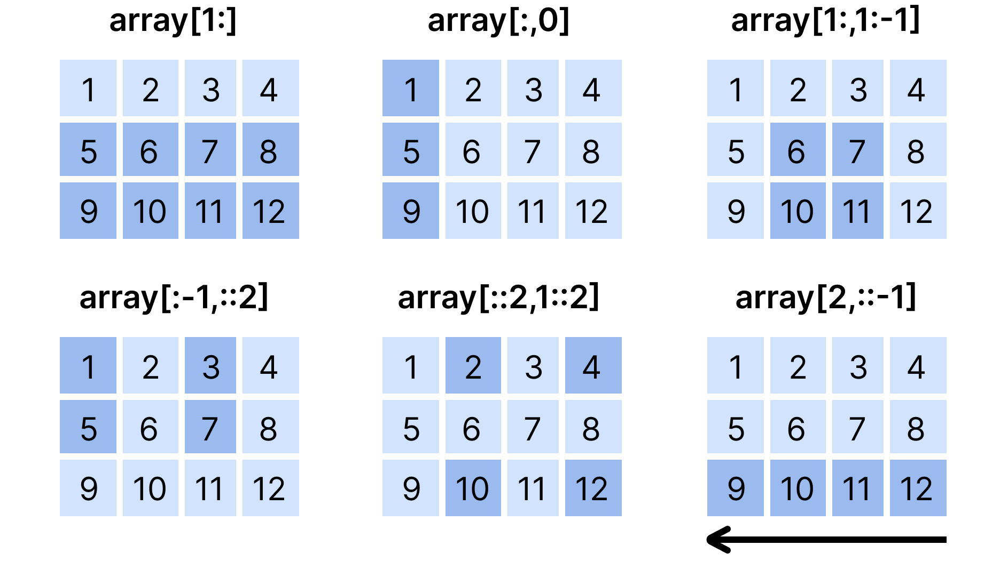 array[1:] array[:,0] array[1:,1:-1]
1 2 3 4 1 2 3 4 1 2 3 4
5 6 7 8 5 6 7 8 5 6 7 8
9 10 11 12 9 10 11 12 9 10 11 12
array[:-1,::2] array[::2,1::2] array[2,::-1]
1 2 3 4 1 2 3 4 1 2 3 4
5 6 7 8 5 6 7 8 5 6 7 8
9 10 11 12 9 10 11 12 9 10 11 12